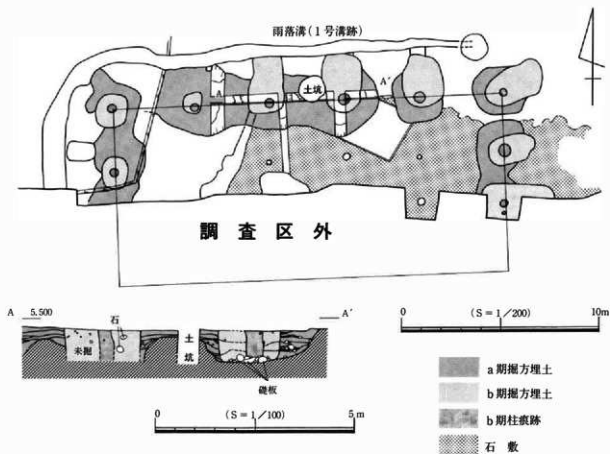 雨落溝(1号溝跡)
A 土坑 A´
調査区外
A 5.500 A´
石
未掘 土坑
礎板
0 (S=1/200) 10m
0 (S=1/100) 5m
a期掘方埋土
b期掘方埋土
b期柱痕跡
石敷